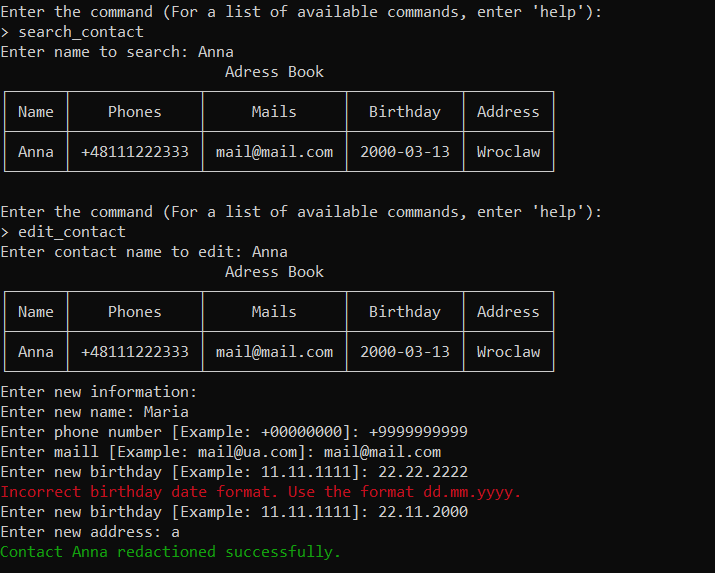 Enter the command (For a list of available commands, enter 'help'):
> search_contact
Enter name to search: Anna
Adress Book
Name Phones Mails Birthday Address
Anna +48111222333 mail@mail.com 2000-03-13 Wroclaw
Enter the command (For a list of available commands, enter 'help'):
> edit_contact
Enter contact name to edit: Anna
Adress Book
Name Phones Mails Birthday Address
Anna +48111222333 mail@mail.com 2000-03-13 Wroclaw
Enter new information:
Enter new name: Maria
Enter phone number [Example: +00000000]: +9999999999
Enter maill [Example: mail@ua.com]: mail@mail.com
Enter new birthday [Example: 11.11.1111]: 22.22.2222
Incorrect birthday date format. Use the format dd.mm.yyyy.
Enter new birthday [Example: 11.11.1111]: 22.11.2000
Enter new address: a
Contact Anna redactioned successfully.